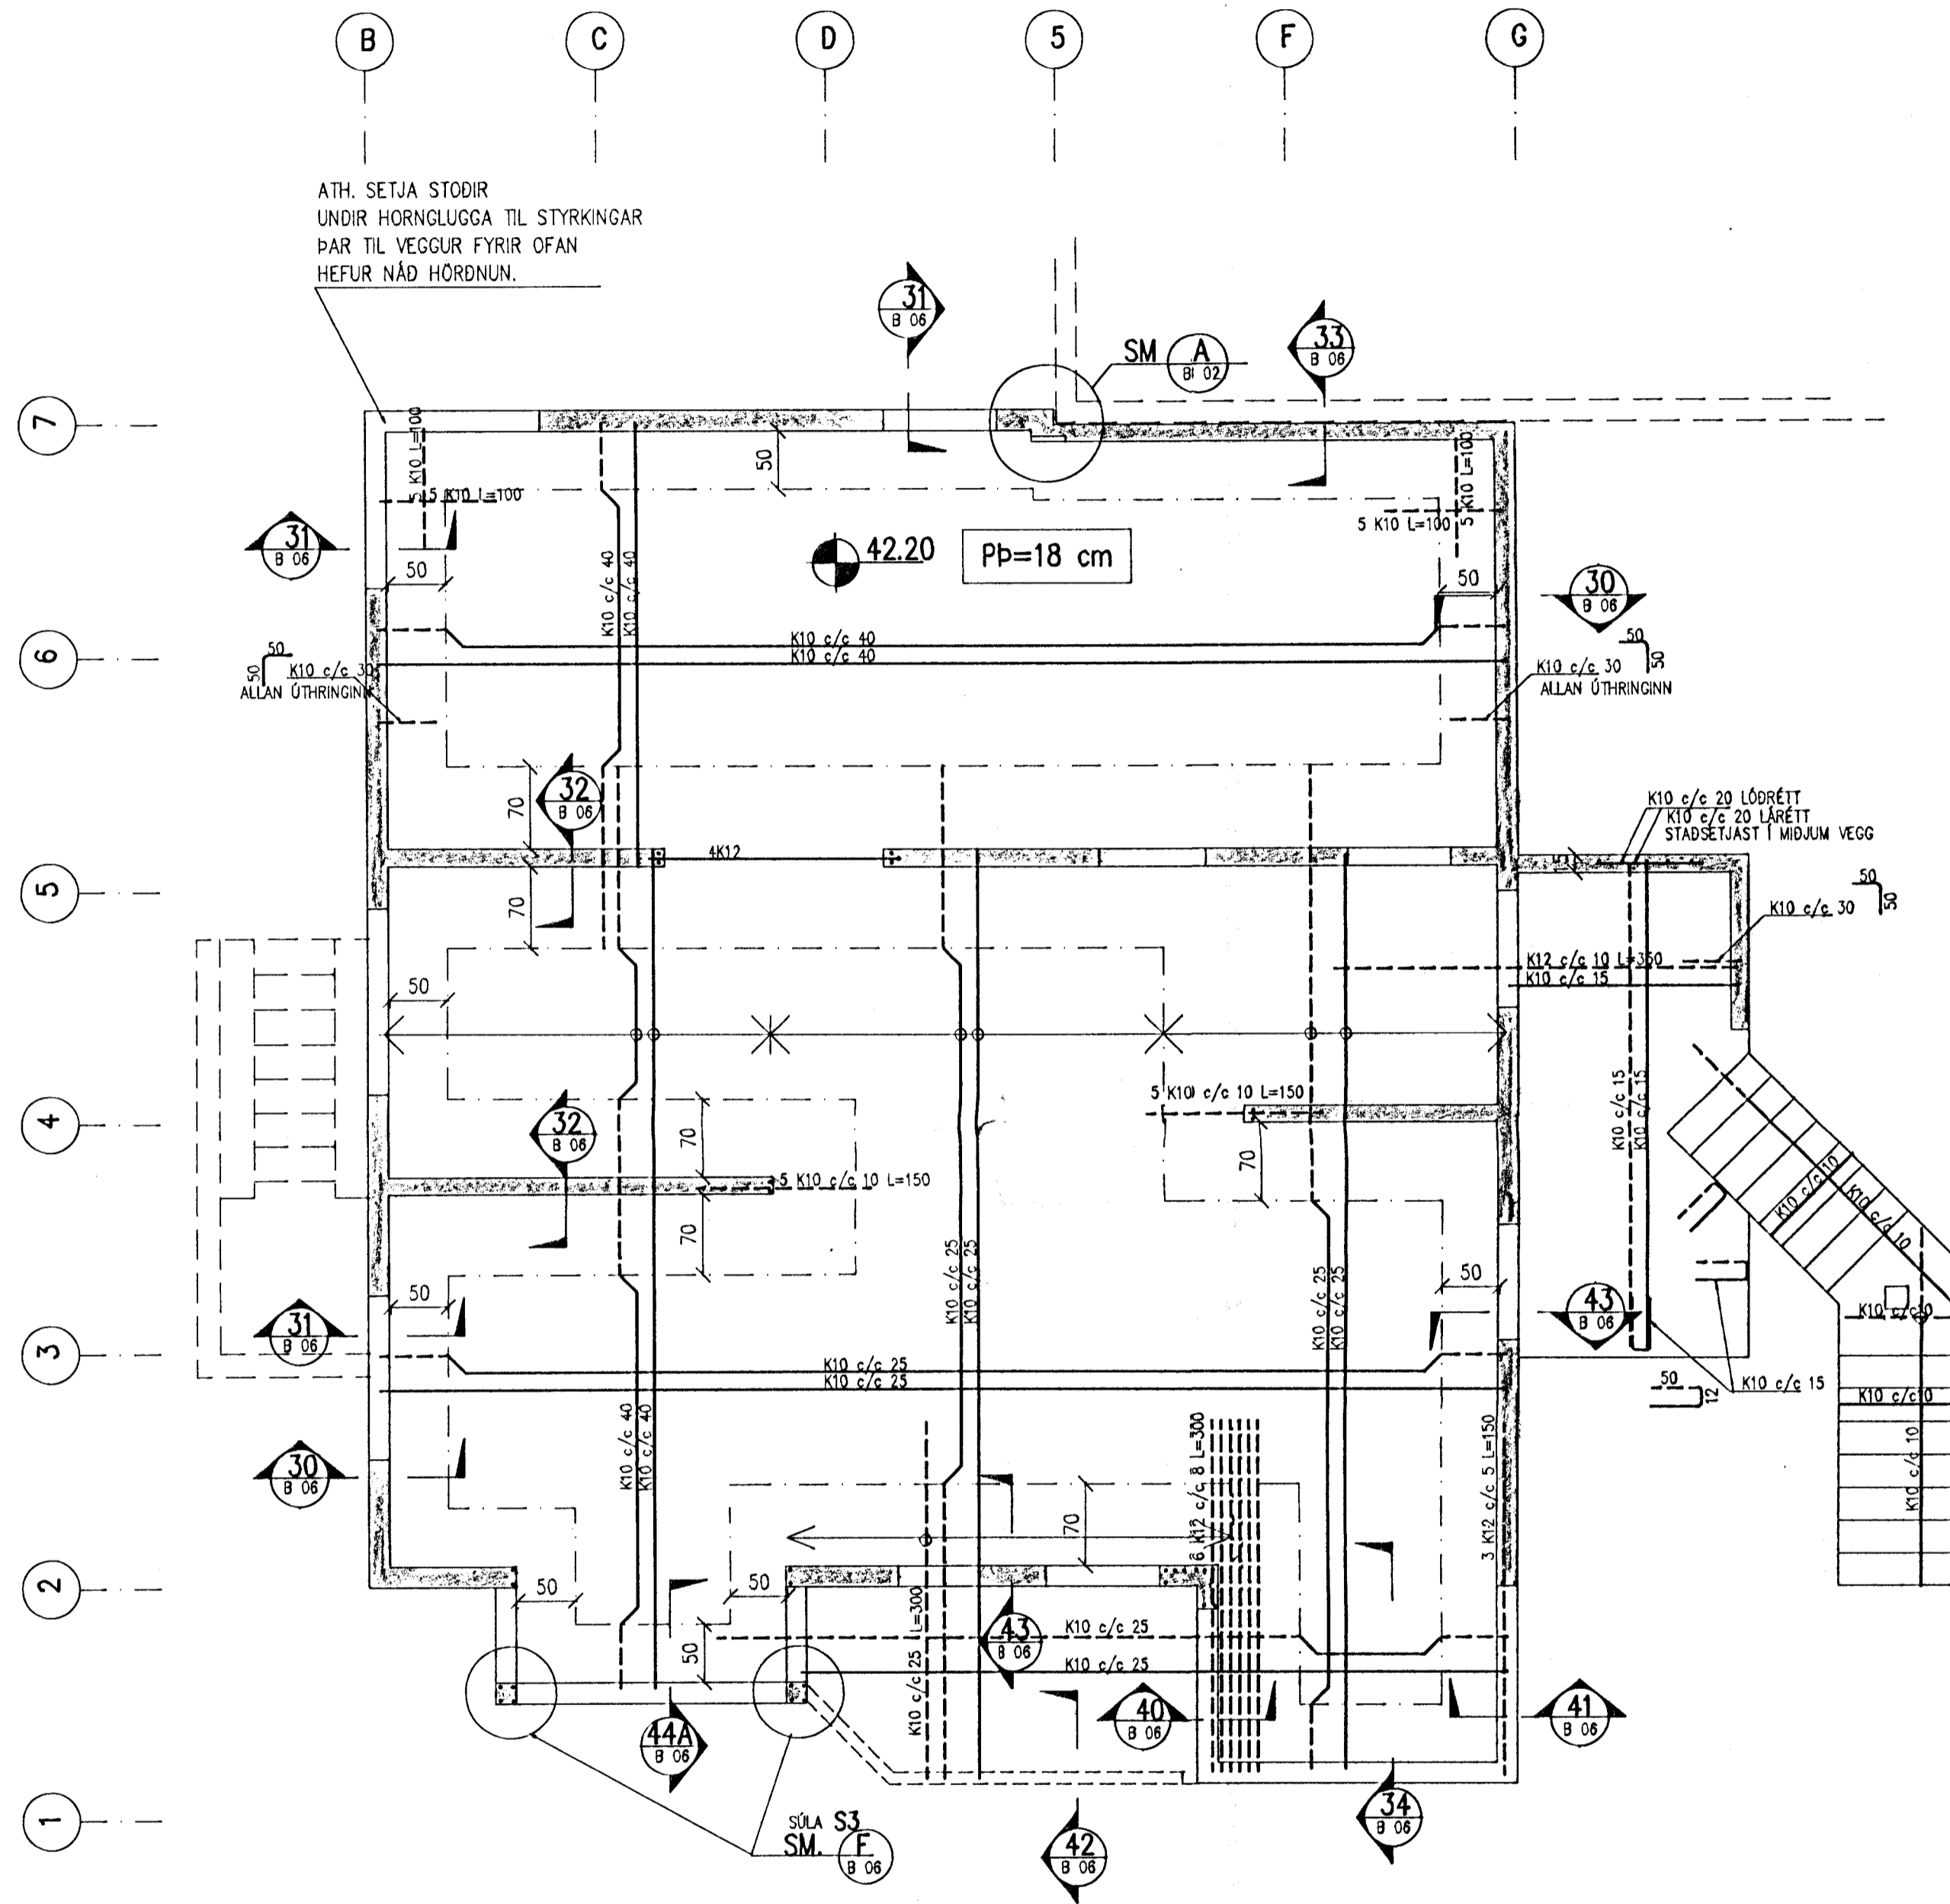 B
C
D
5
F
G
ATH. SETJA STOÐIR
UNDIR HORNGLUGGA TIL STYRKINGAR
ÞAR TIL VEGGUR FYRIR OFAN
HEFUR NÁÐ HÖRÐNUN.
31
B 06
33
B 06
SM
A
BI 02
7
5 K10 L=100
5 K10 L=100
50
5 K10 L=100
5 K10 L=100
31
B 06
42.20
PÞ=18 cm
50
50
30
B 06
K10 c/c 40
K10 c/c 40
6
K10 c/c 40
K10 c/c 40
50
50
K10 c/c 30
ALLAN ÚTHRINGINN
50
50
K10 c/c 30
ALLAN ÚTHRINGINN
32
B 06
70
K10 c/c 20 LÓÐRÉTT
K10 c/c 20 LÁRÉTT
STAÐSETJAST Í MIÐJUM VEGG
4K12
15
5
70
50
50
K10 c/c 30
K12 c/c 10 L=350
K10 c/c 15
50
5 K10 c/c 10 L=150
K10 c/c 15
K10 c/c 15
4
32
B 06
70
70
5 K10 c/c 10 L=150
K10 c/c 10
K10 c/c 10
70
K10 c/c 25
K10 c/c 25
K10 c/c 25
K10 c/c 25
50
50
43
B 06
K10 c/c 10
31
B 06
3
K10 c/c 25
K10 c/c 25
50
12
K10 c/c 15
K10 c/c 10
K10 c/c 40
K10 c/c 40
6 K12 c/c 8 L=300
3 K12 c/c 5 L=150
K10 c/c 10
30
B 06
70
2
50
50
K10 c/c 25 L=300
43
B 06
K10 c/c 25
50
K10 c/c 25
44A
B 06
40
B 06
41
B 06
1
SÚLA S3
SM.
F
B 06
42
B 06
34
B 06